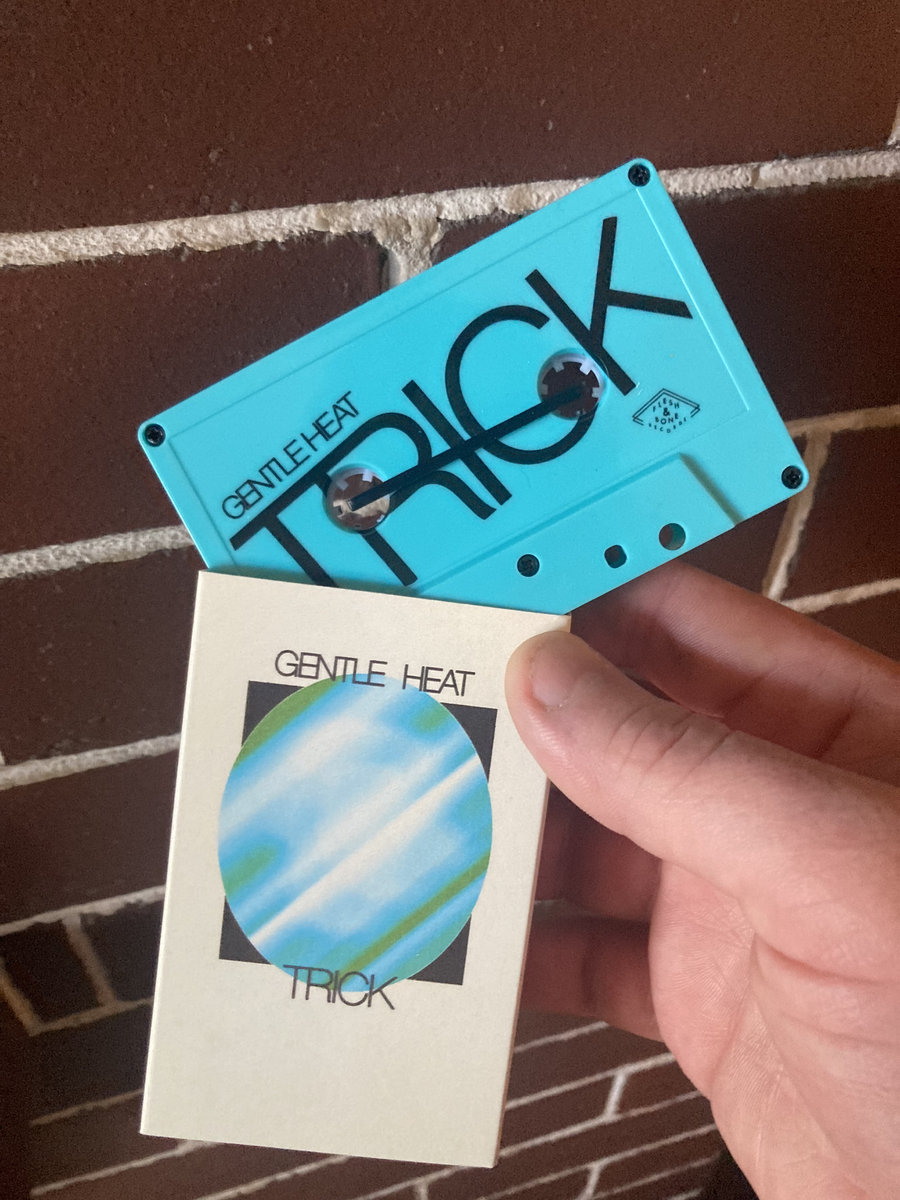 GENTLE HEAT
TRICK
FLESH
&
BONE
RECORDS
GENTLE HEAT
TRICK